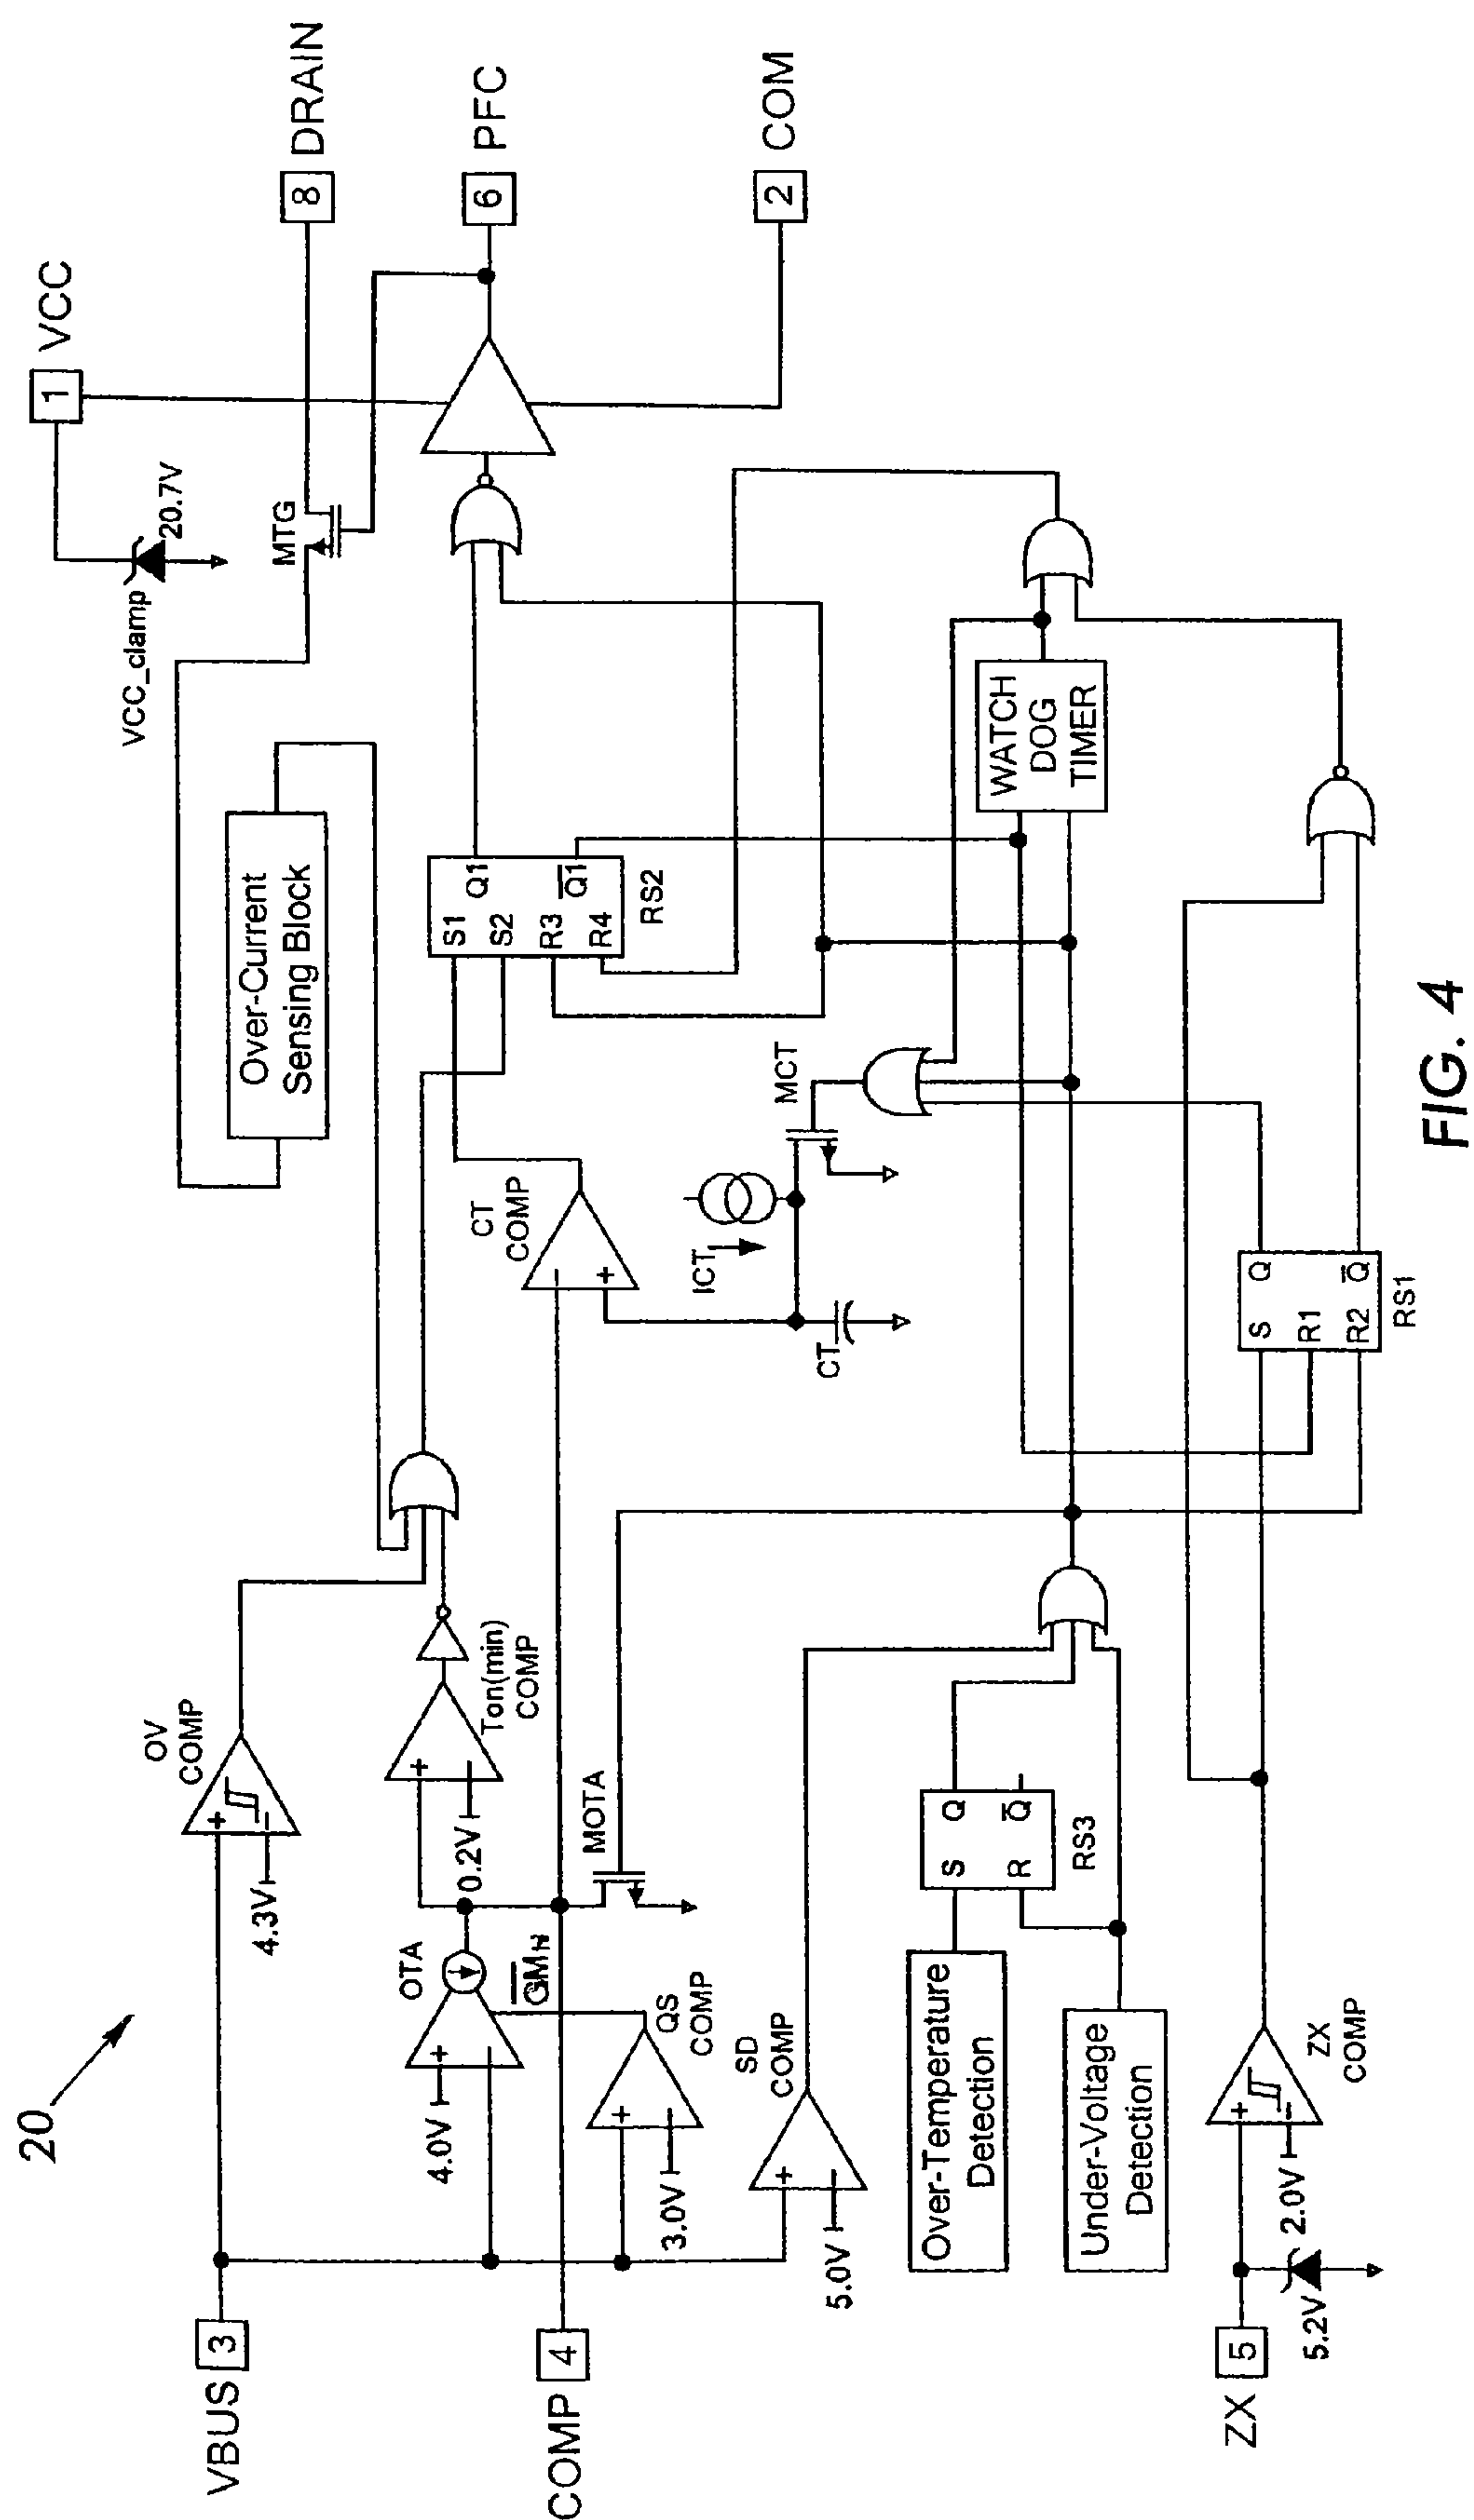 20
VCC
1
VCC_clamp
20.7V
8
DRAIN
MTG
6
PFC
2
COM
Over-Current
Sensing Block
VBUS
3
OV
COMP
4.3V
OTA
4.0V
Ton(min)
COMP
0.2V
QS
COMP
3.0V
COMP
4
MOTA
SD
COMP
5.0V
CT
COMP
S1
S2
R3
R4
Q1
Q1
RS2
ICT
MCT
CT
WATCH
DOG
TIMER
Over-Temperature
Detection
Under-Voltage
Detection
S
R
Q
Q
RS3
S
R1
R2
Q
Q
RS1
ZX
5
ZX
COMP
2.0V
5.2V
FIG. 4